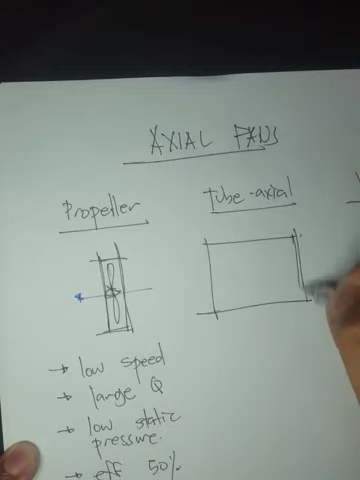 AXIAL FANS
Propeller
tube-axial
→ low speed
→ large Q
→ low static
pressure.
→ eff 50%